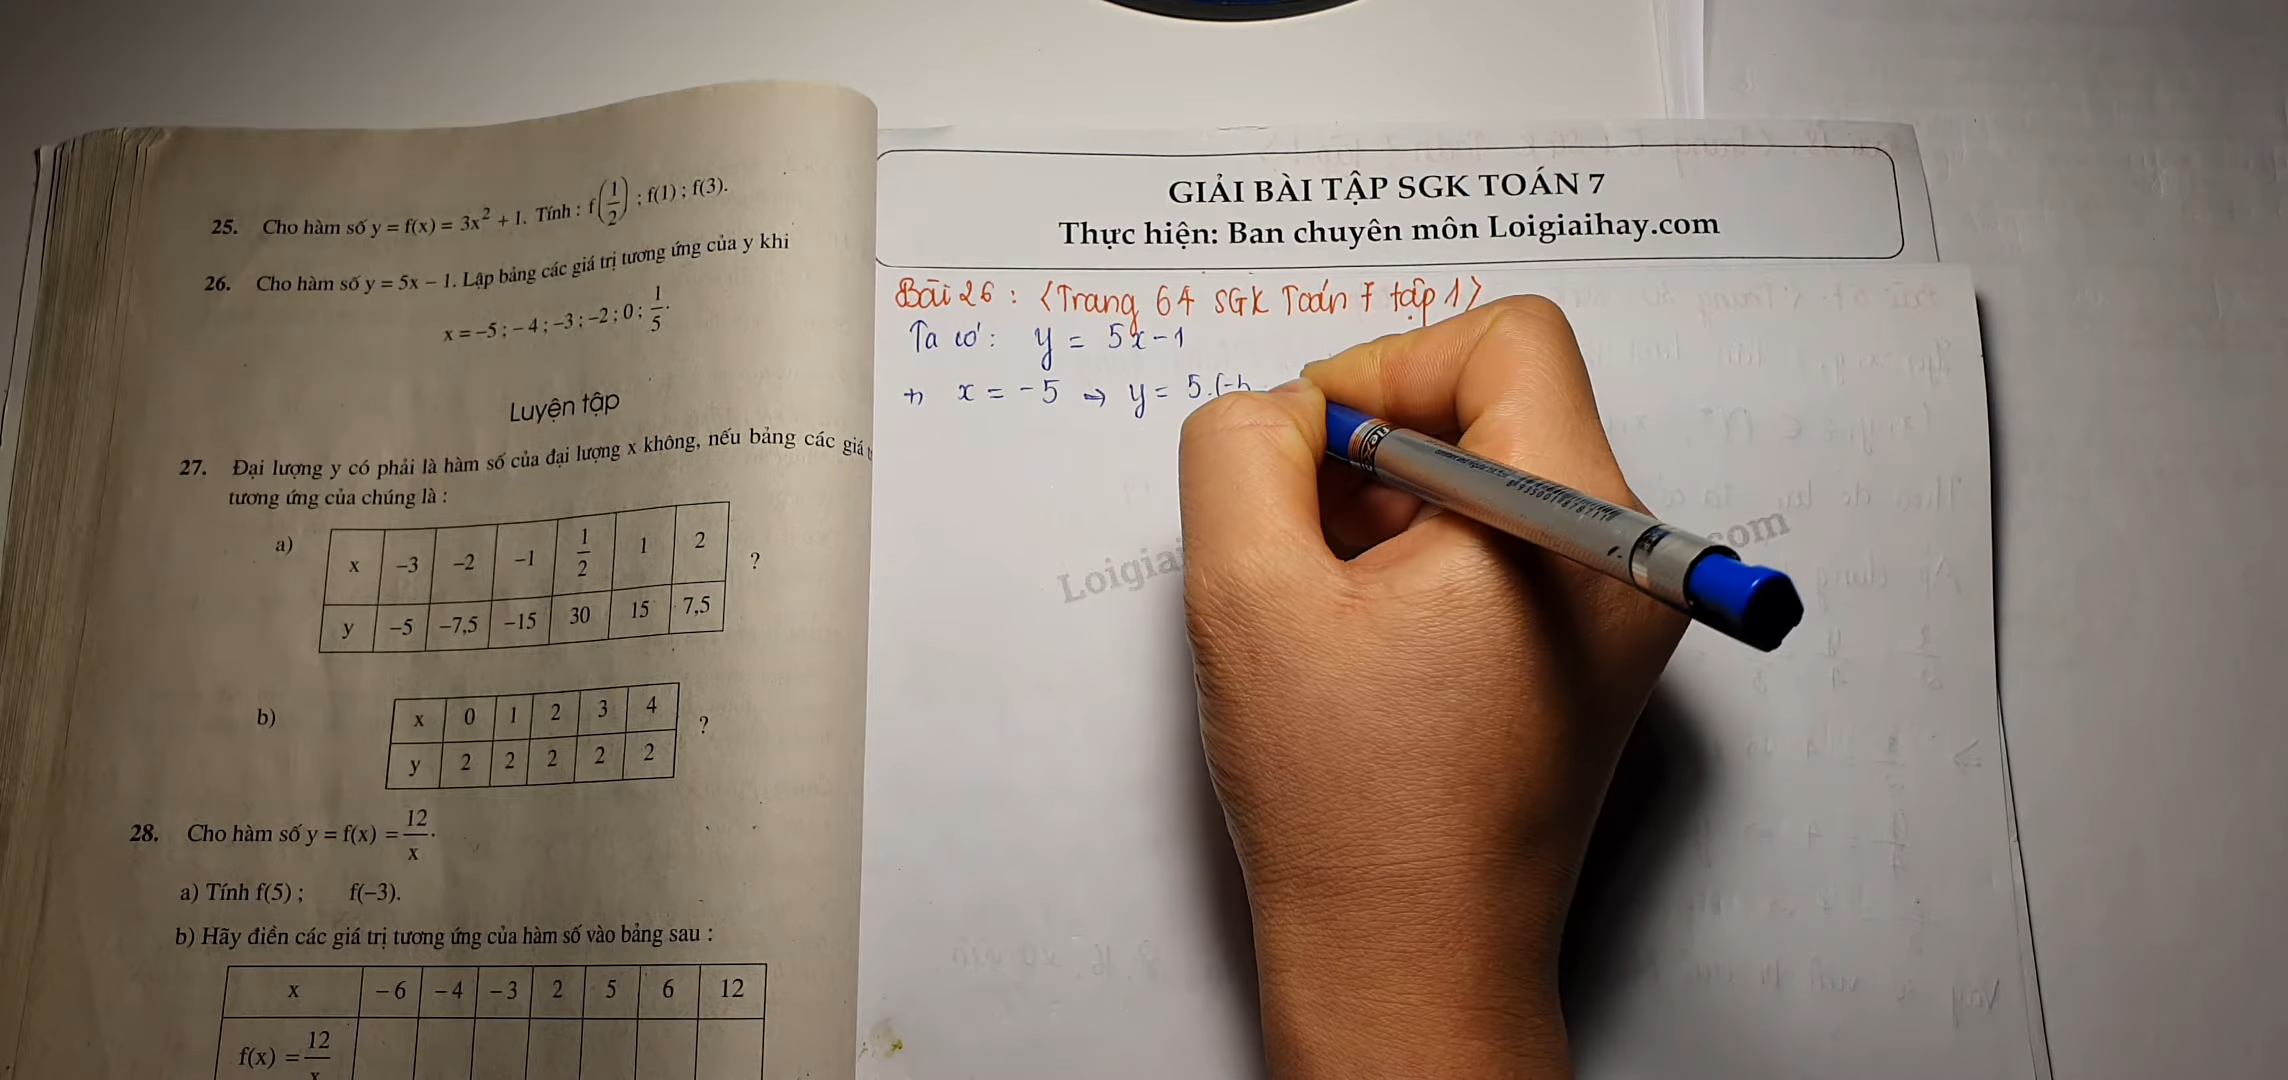 25. Cho hàm số y = f(x) = 3x² + 1. Tính : f(1/2) ; f(1) ; f(3).
26. Cho hàm số y = 5x – 1. Lập bảng các giá trị tương ứng của y khi
x = –5 ; – 4 ; –3 ; –2 ; 0 ; 1/5.
Luyện tập
27. Đại lượng y có phải là hàm số của đại lượng x không, nếu bảng các giá
tương ứng của chúng là :
a)
x –3 –2 –1 1/2 1 2 ?
y –5 –7,5 –15 30 15 7,5
b)
x 0 1 2 3 4 ?
y 2 2 2 2 2
28. Cho hàm số y = f(x) = 12/x.
a) Tính f(5) ; f(–3).
b) Hãy điền các giá trị tương ứng của hàm số vào bảng sau :
x – 6 – 4 – 3 2 5 6 12
f(x) = 12/x
GIẢI BÀI TẬP SGK TOÁN 7
Thực hiện: Ban chuyên môn Loigiaihay.com
Bài 26 : (Trang 64 SGK Toán 7 tập 1)
Ta có : y = 5x - 1
+) x = -5 => y = 5.(-